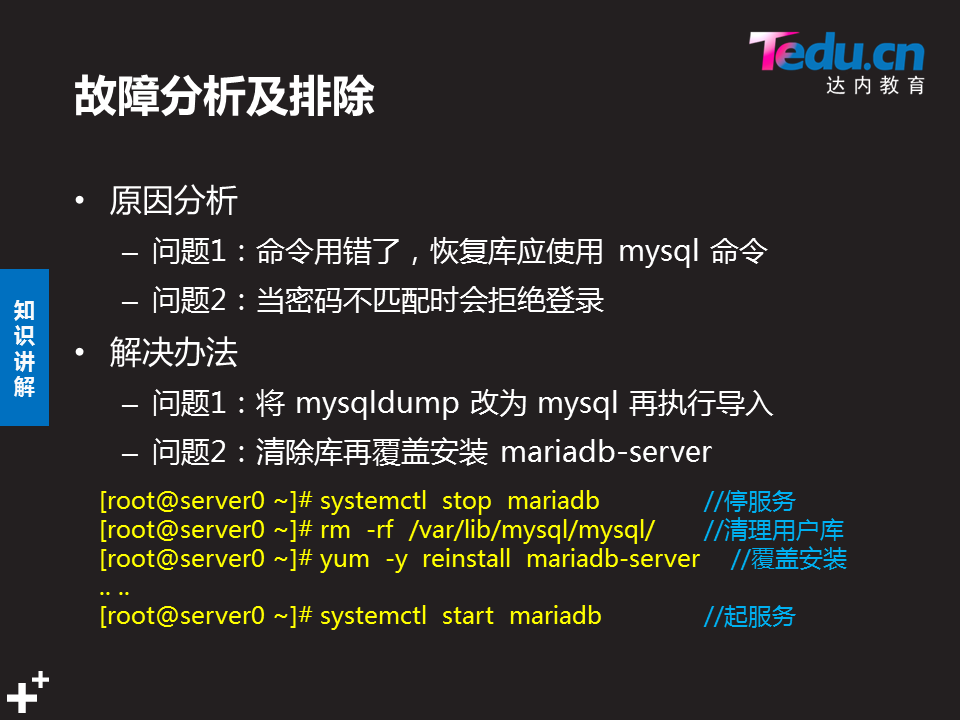 Tedu.cn
达内教育
故障分析及排除
• 原因分析
– 问题1：命令用错了，恢复库应使用 mysql 命令
– 问题2：当密码不匹配时会拒绝登录
知识讲解
• 解决办法
– 问题1：将 mysqldump 改为 mysql 再执行导入
– 问题2：清除库再覆盖安装 mariadb-server
[root@server0 ~]# systemctl stop mariadb //停服务
[root@server0 ~]# rm -rf /var/lib/mysql/mysql/ //清理用户库
[root@server0 ~]# yum -y reinstall mariadb-server //覆盖安装
.. ..
[root@server0 ~]# systemctl start mariadb //起服务